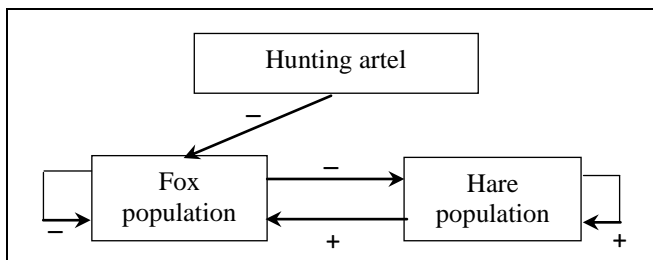 Hunting artel
–
Fox
population
–
Hare
population
–
+
+